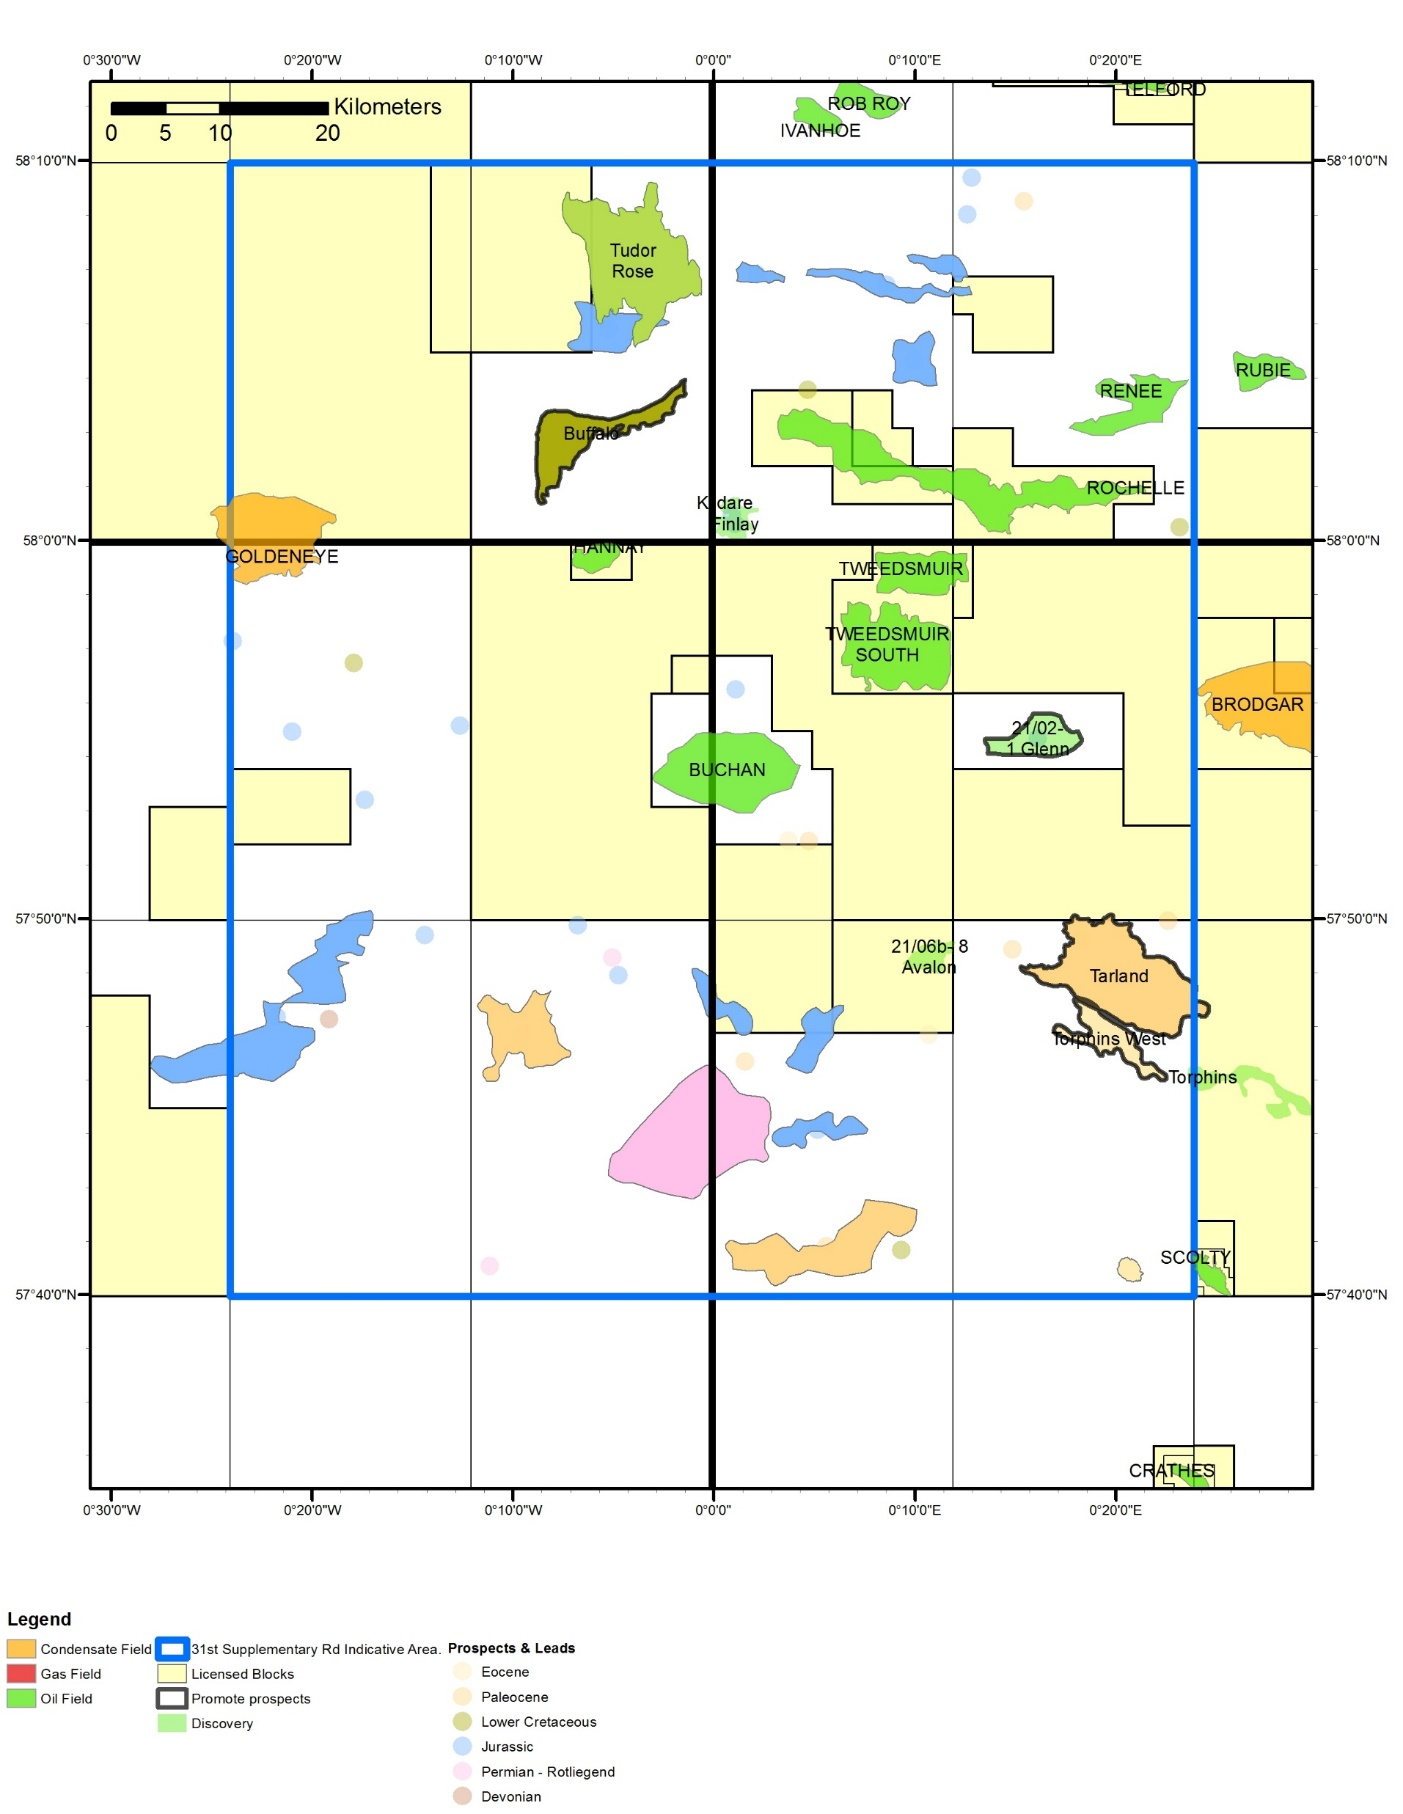 0°30'0"W 0°20'0"W 0°10'0"W 0°0'0" 0°10'0"E 0°20'0"E
Kilometers
0 5 10 20
TELFORD
ROB ROY
IVANHOE
58°10'0"N 58°10'0"N
Tudor
Rose
RUBIE
RENEE
Buffalo
ROCHELLE
Kildare
Finlay
58°0'0"N 58°0'0"N
HANNAY
GOLDENEYE
TWEEDSMUIR
TWEEDSMUIR
SOUTH
BRODGAR
21/02-
1 Glenn
BUCHAN
57°50'0"N 57°50'0"N
21/06b- 8
Avalon
Tarland
Torphins West
Torphins
SCOLTY
57°40'0"N 57°40'0"N
CRATHES
0°30'0"W 0°20'0"W 0°10'0"W 0°0'0" 0°10'0"E 0°20'0"E
Legend
Condensate Field
Gas Field
Oil Field
31st Supplementary Rd Indicative Area.
Licensed Blocks
Promote prospects
Discovery
Prospects & Leads
Eocene
Paleocene
Lower Cretaceous
Jurassic
Permian - Rotliegend
Devonian